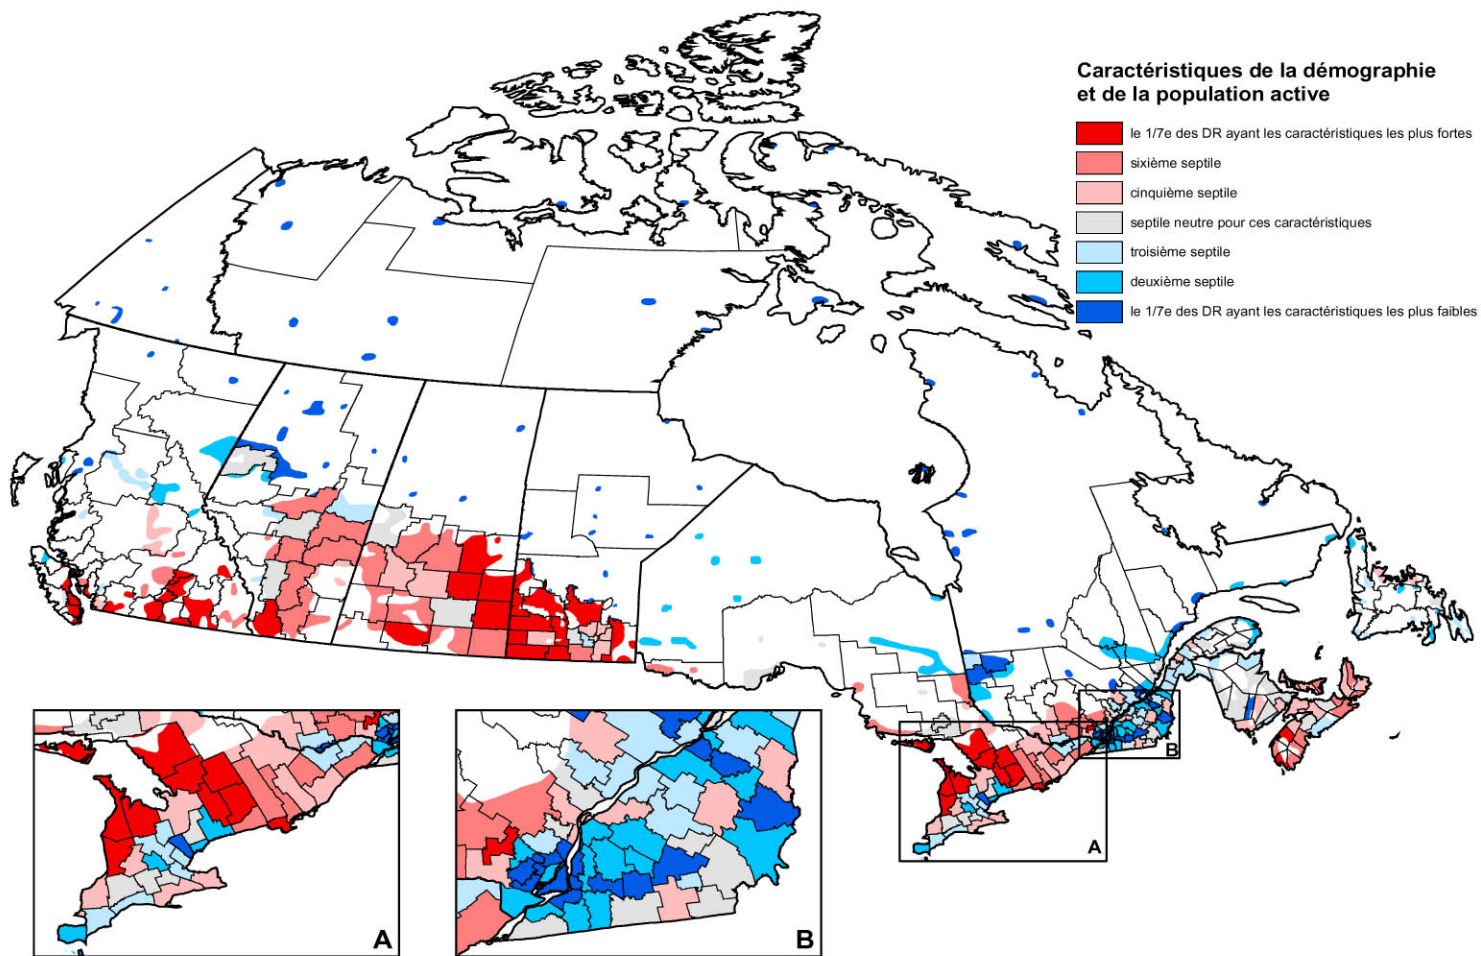 Caractéristiques de la démographie
et de la population active
le 1/7e des DR ayant les caractéristiques les plus fortes
sixième septile
cinquième septile
septile neutre pour ces caractéristiques
troisième septile
deuxième septile
le 1/7e des DR ayant les caractéristiques les plus faibles
B
A
A
B